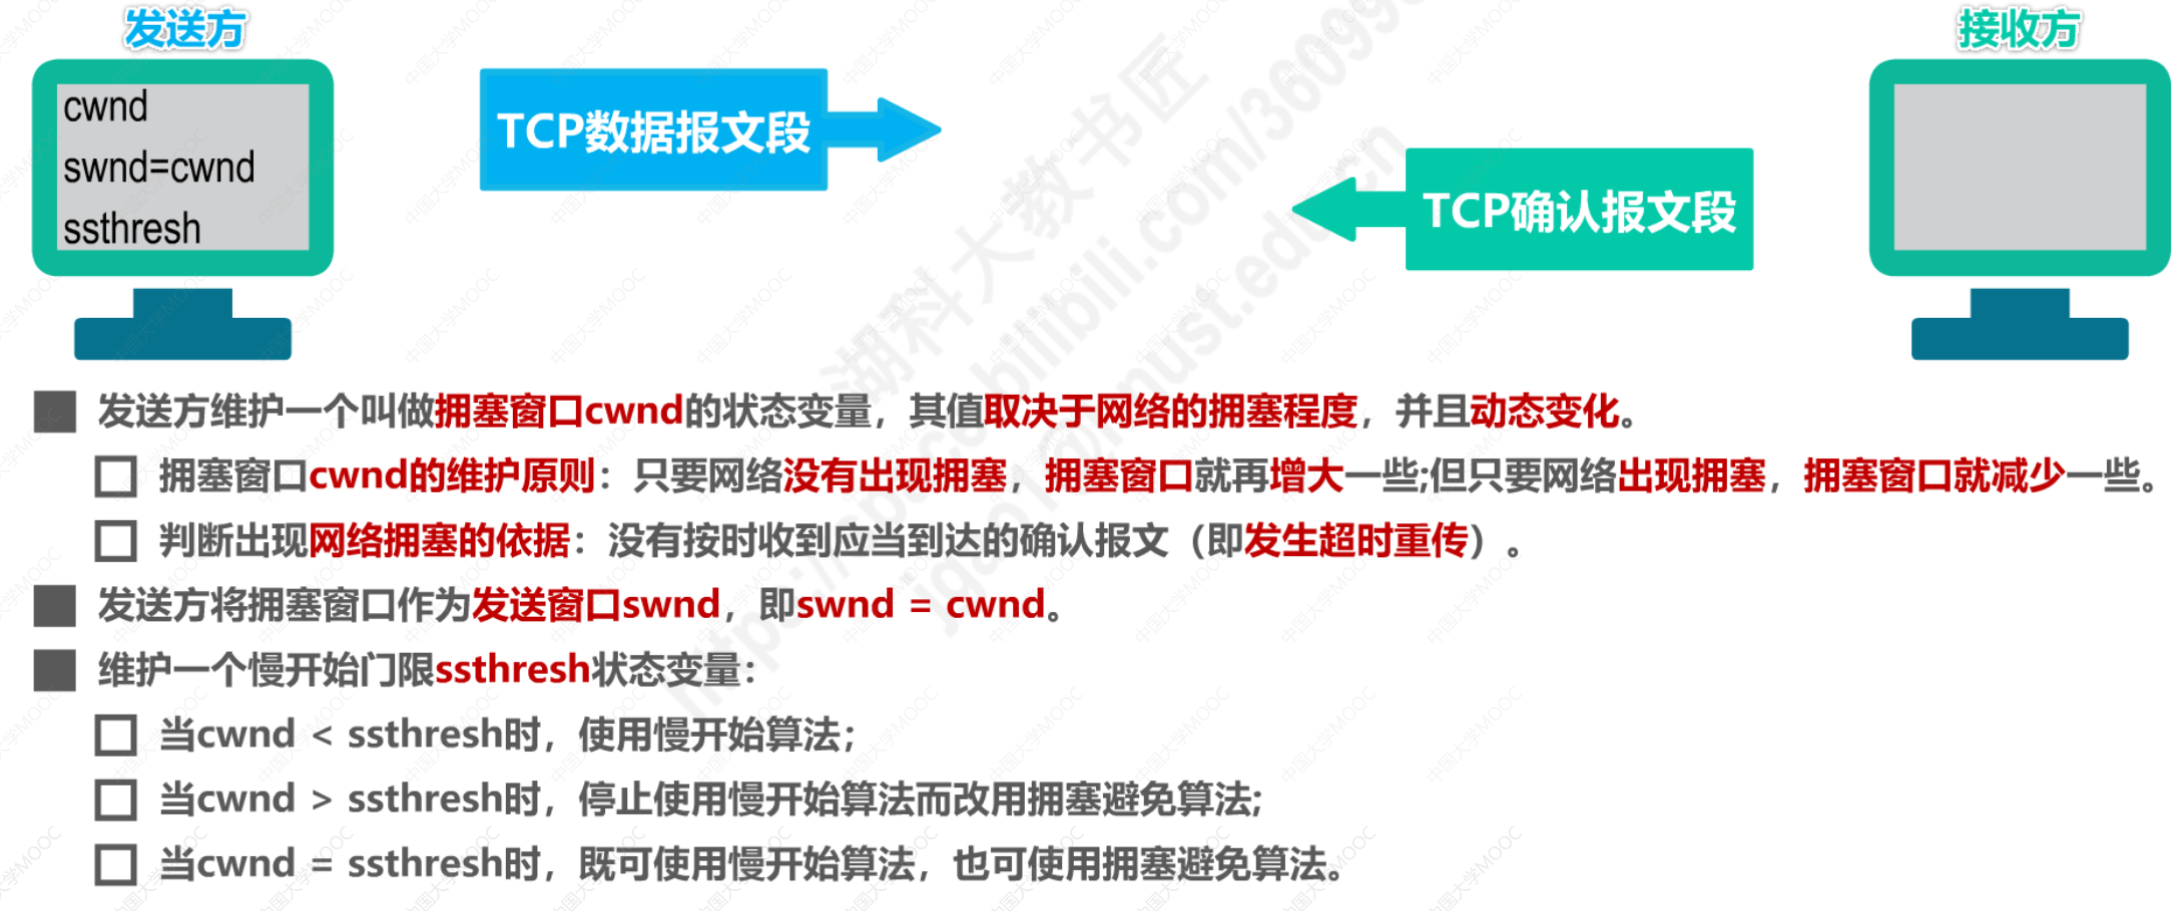 发送方
接收方
cwnd
swnd=cwnd
ssthresh
TCP数据报文段
TCP确认报文段
发送方维护一个叫做拥塞窗口cwnd的状态变量，其值取决于网络的拥塞程度，并且动态变化。
拥塞窗口cwnd的维护原则：只要网络没有出现拥塞，拥塞窗口就再增大一些;但只要网络出现拥塞，拥塞窗口就减少一些。
判断出现网络拥塞的依据：没有按时收到应当到达的确认报文（即发生超时重传）。
发送方将拥塞窗口作为发送窗口swnd，即swnd = cwnd。
维护一个慢开始门限ssthresh状态变量：
当cwnd < ssthresh时，使用慢开始算法；
当cwnd > ssthresh时，停止使用慢开始算法而改用拥塞避免算法;
当cwnd = ssthresh时，既可使用慢开始算法，也可使用拥塞避免算法。
湖科大教书匠
中国大学MOOC